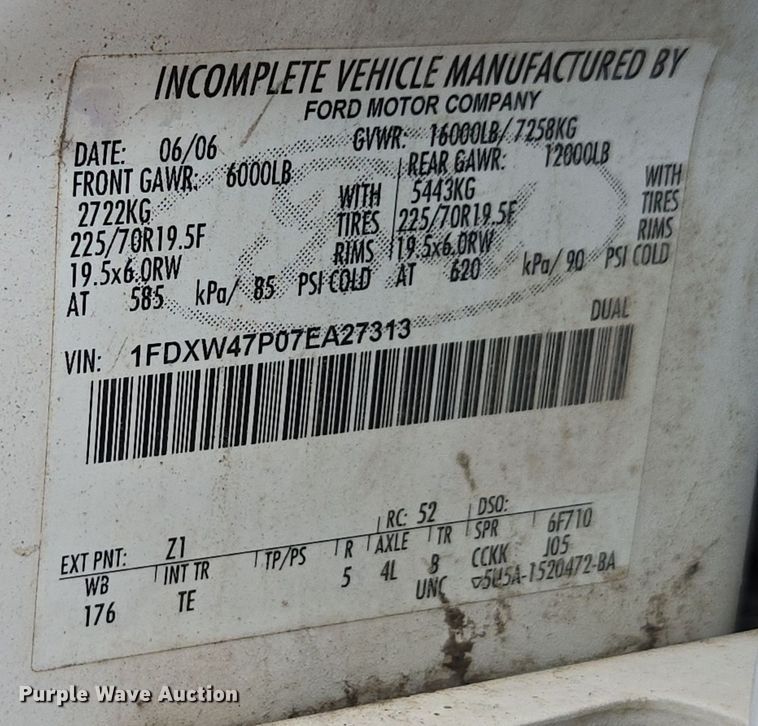 INCOMPLETE VEHICLE MANUFACTURED BY
FORD MOTOR COMPANY
DATE: 06/06 GVWR: 16000LB/ 7258KG
FRONT GAWR: 6000LB REAR GAWR: 12000LB
2722KG WITH 5443KG WITH
225/70R19.5F TIRES 225/70R19.5F TIRES
19.5x6.0RW RIMS 19.5x6.0RW RIMS
AT 585 kPa/ 85 PSI COLD AT 620 kPa/ 90 PSI COLD
VIN: 1FDXW47P07EA27313 DUAL
EXT PNT: Z1 RC: 52 DSO:
WB INT TR TP/PS R AXLE TR SPR 6F710
176 TE 5 4L B CCKK J05
UNC 5U5A-1520472-BA
Purple Wave Auction